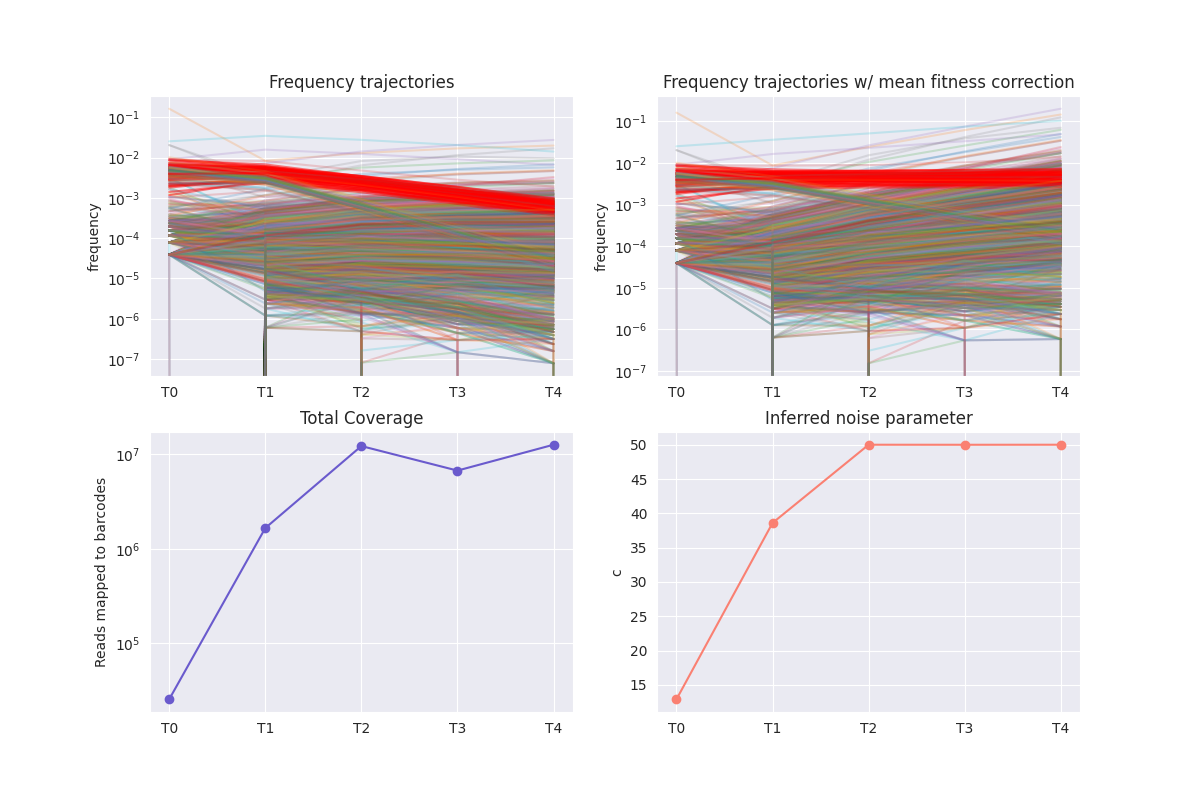 Frequency trajectories
frequency
10⁻¹
10⁻²
10⁻³
10⁻⁴
10⁻⁵
10⁻⁶
10⁻⁷
T0 T1 T2 T3 T4
Frequency trajectories w/ mean fitness correction
frequency
10⁻¹
10⁻²
10⁻³
10⁻⁴
10⁻⁵
10⁻⁶
10⁻⁷
T0 T1 T2 T3 T4
Total Coverage
Reads mapped to barcodes
10⁷
10⁶
10⁵
T0 T1 T2 T3 T4
Inferred noise parameter
c
50
45
40
35
30
25
20
15
T0 T1 T2 T3 T4